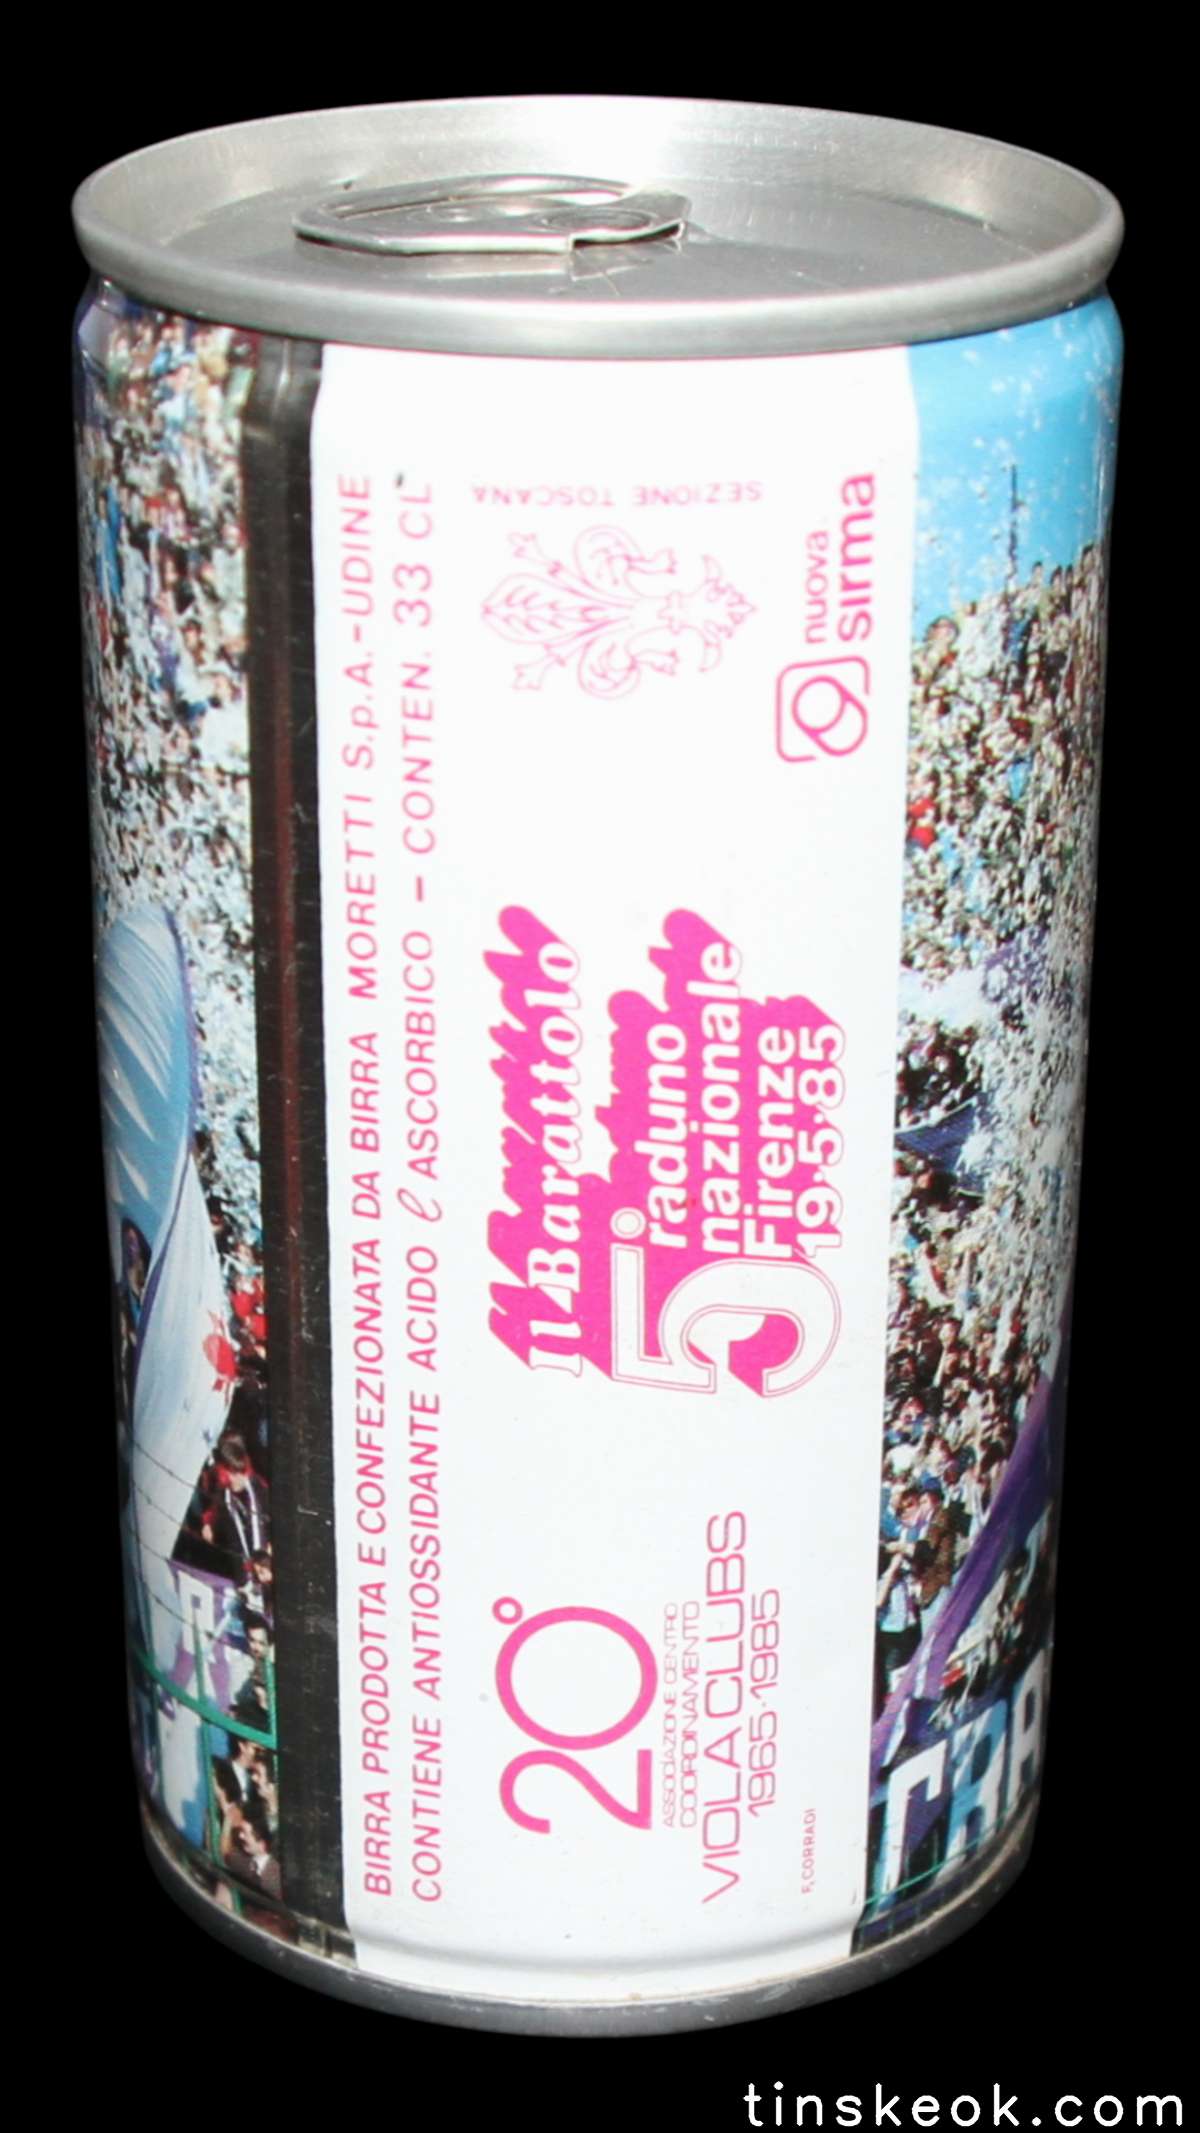 BIRRA PRODOTTA E CONFEZIONATA DA BIRRA MORETTI S.p.A.-UDINE
CONTIENE ANTIOSSIDANTE ACIDO l ASCORBICO - CONTEN. 33 CL
20°
ASSOCIAZIONE CENTRO
COORDINAMENTO
VIOLA CLUBS
1965·1985
F. CORRADI
Il Barattolo
5° raduno
nazionale
Firenze
19·5·85
SEZIONE TOSCANA
nuova
sirma
tinskeok.com